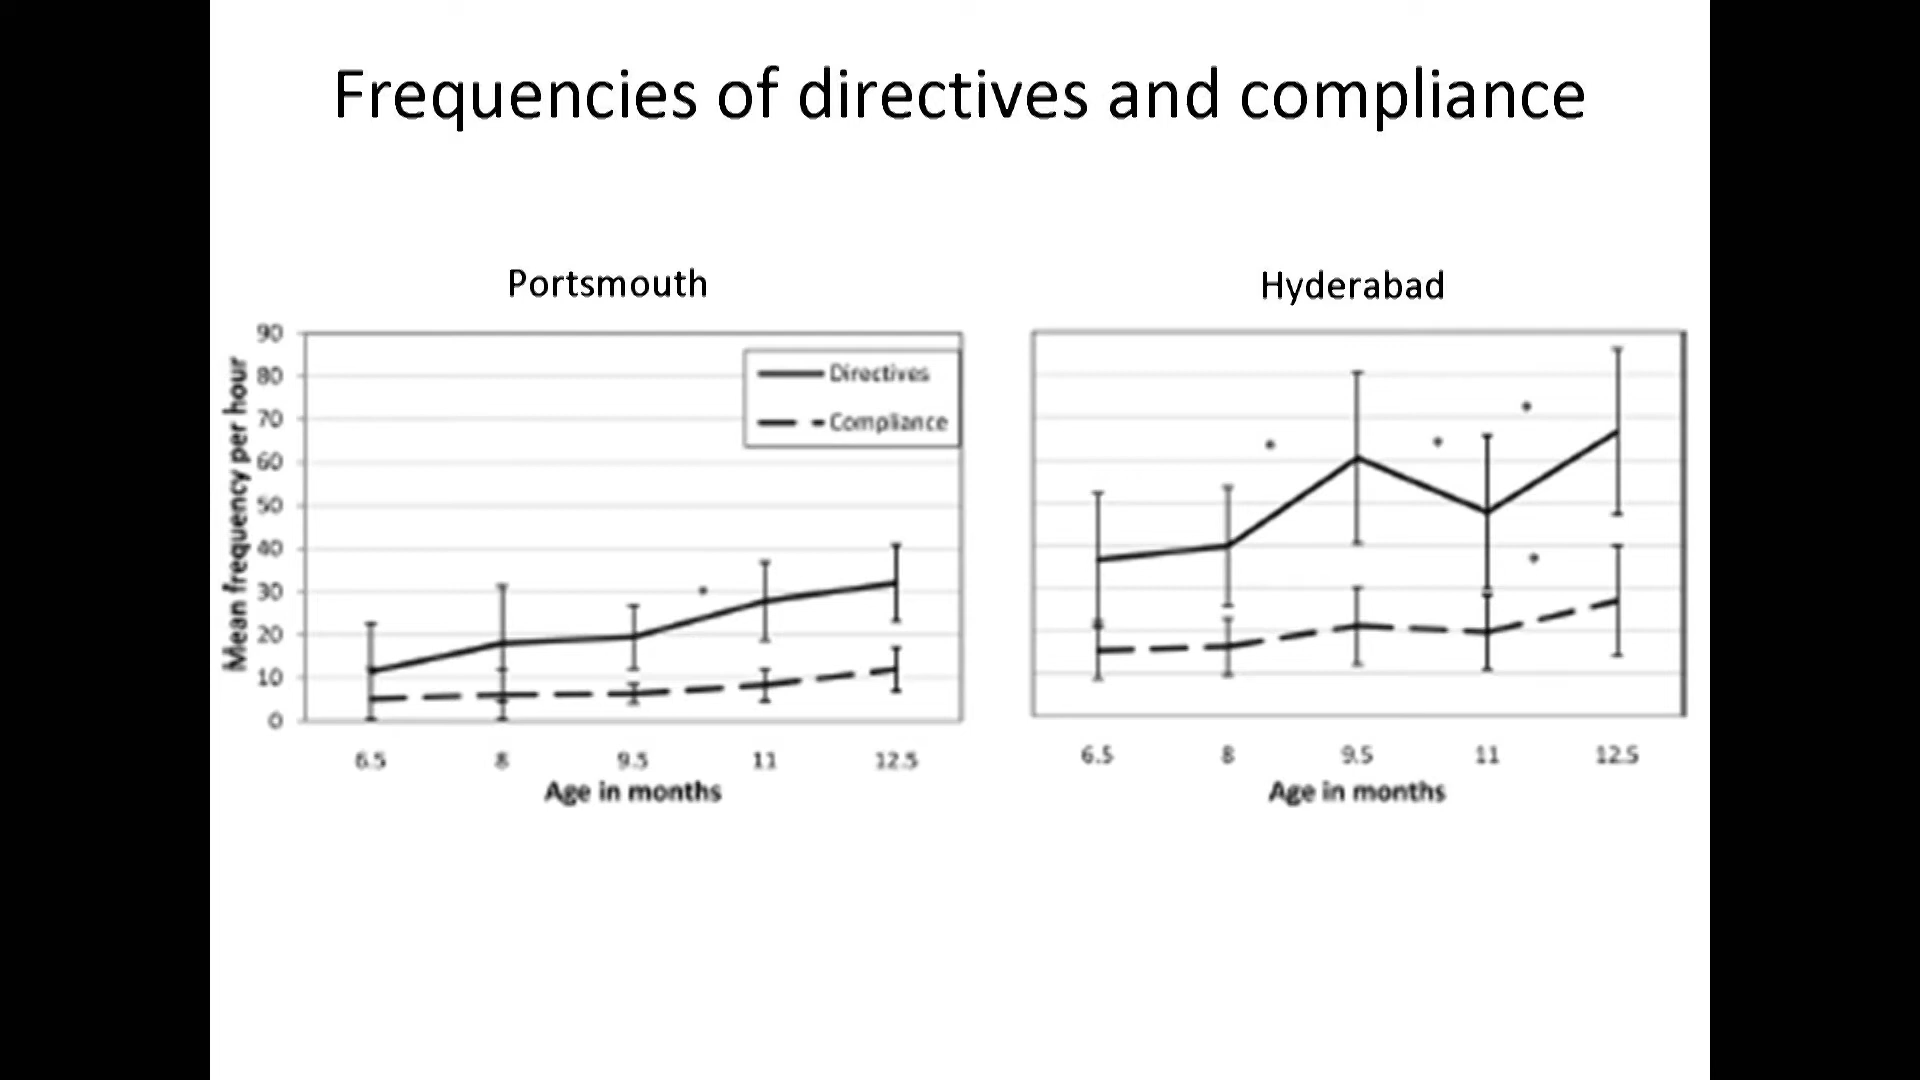 Frequencies of directives and compliance
Portsmouth
Hyderabad
Mean frequency per hour
90
80
70
60
50
40
30
20
10
0
Directives
Compliance
6.5 8 9.5 11 12.5
Age in months
6.5 8 9.5 11 12.5
Age in months